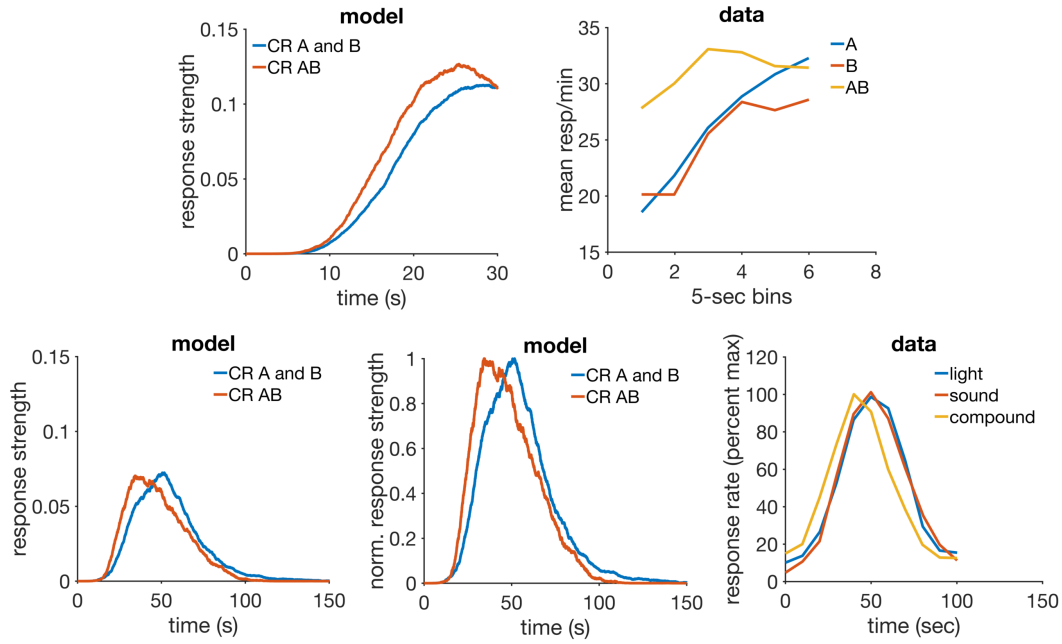 model
CR A and B
CR AB
response strength
0.15
0.1
0.05
0
0 10 20 30
time (s)
data
A
B
AB
mean resp/min
35
30
25
20
15
0 2 4 6 8
5-sec bins
model
CR A and B
CR AB
response strength
0.15
0.1
0.05
0
0 50 100 150
time (s)
model
CR A and B
CR AB
norm. response strength
1
0.8
0.6
0.4
0.2
0
0 50 100 150
time (s)
data
light
sound
compound
response rate (percent max)
120
100
80
60
40
20
0
0 50 100 150
time (sec)